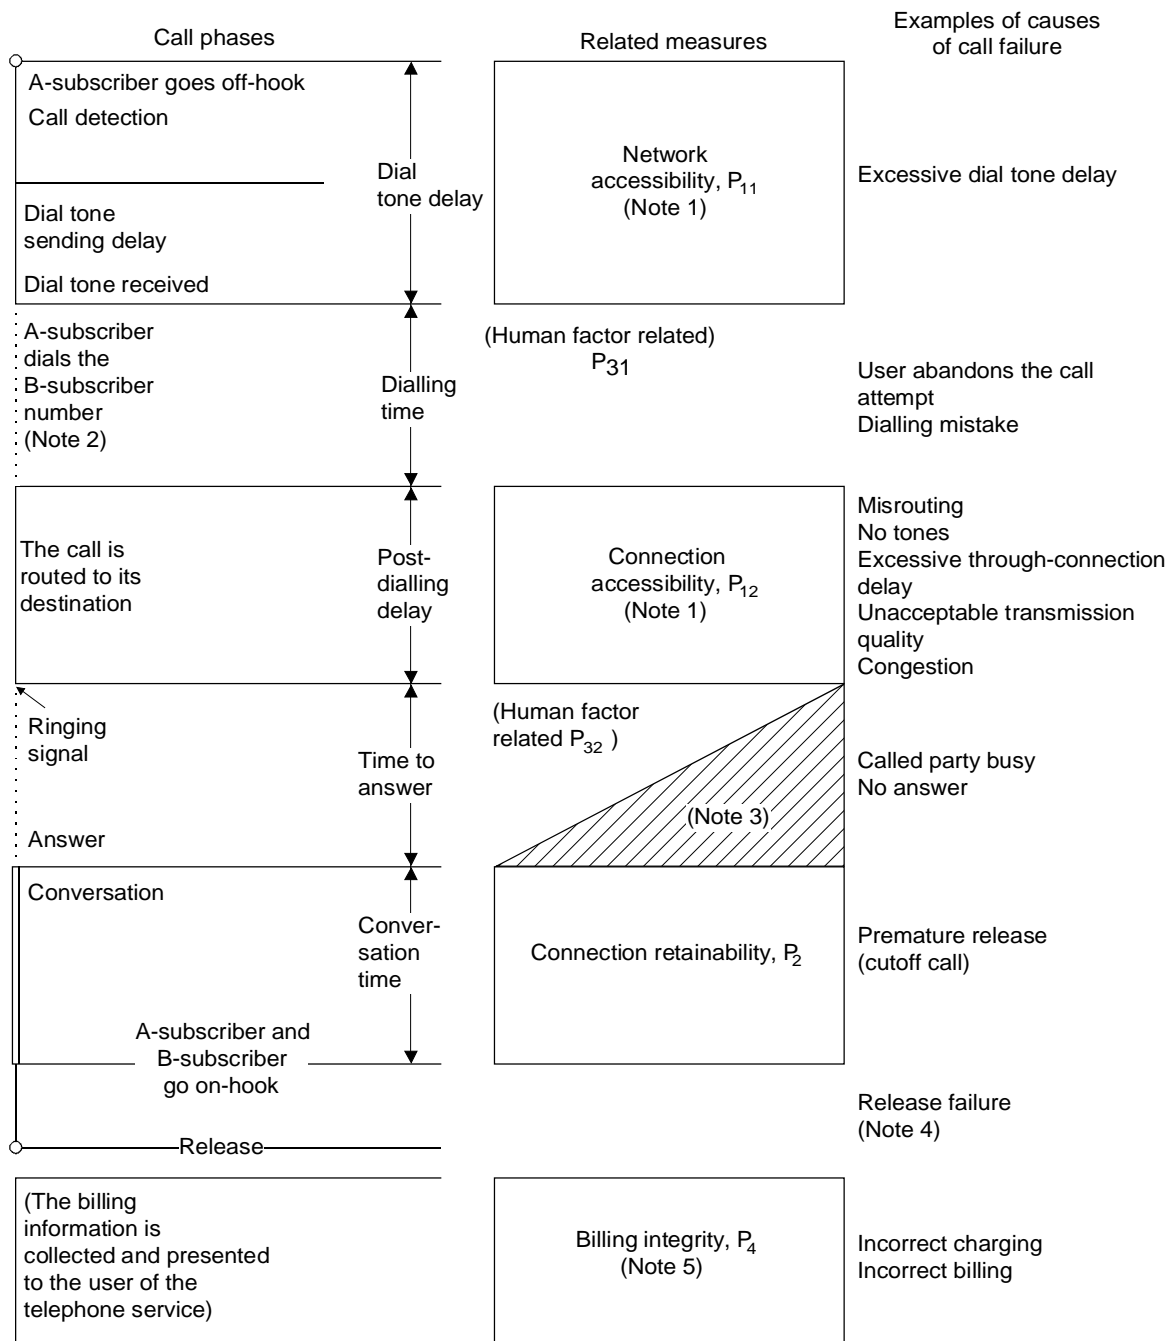 Call phases
Related measures
Examples of causes
of call failure
A-subscriber goes off-hook
Call detection
Dial
tone delay
Network
accessibility, P11
(Note 1)
Excessive dial tone delay
Dial tone
sending delay
Dial tone received
A-subscriber
dials the
B-subscriber
number
(Note 2)
Dialling
time
(Human factor related)
P31
User abandons the call
attempt
Dialling mistake
The call is
routed to its
destination
Post-
dialling
delay
Connection
accessibility, P12
(Note 1)
Misrouting
No tones
Excessive through-connection
delay
Unacceptable transmission
quality
Congestion
Ringing
signal
Answer
Time to
answer
(Human factor
related P32 )
(Note 3)
Called party busy
No answer
Conversation
Conver-
sation
time
Connection retainability, P2
Premature release
(cutoff call)
A-subscriber and
B-subscriber
go on-hook
Release failure
(Note 4)
Release
(The billing
information is
collected and presented
to the user of the
telephone service)
Billing integrity, P4
(Note 5)
Incorrect charging
Incorrect billing